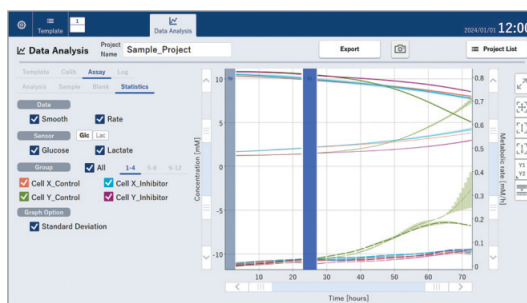 Template
1
Data Analysis
2024/01/01 12:00
Data Analysis
Project Name
Sample_Project
Export
Project List
Template Calib Assay Log
Analysis Sample Blank Statistics
Data
Smooth Rate
Sensor Glc Lac
Glucose Lactate
Group All 1-4 5-8 9-12
Cell X_Control Cell X_Inhibitor
Cell Y_Control Cell Y_Inhibitor
Graph Option
Standard Deviation
Concentration [mM]
10
5
0
-5
-10
0.8
0.7
0.6
0.5
0.4
0.3
0.2
0.1
0
Metabolic rate [mM/h]
10 20 30 40 50 60 70
Time [hours]
Y1
Y2